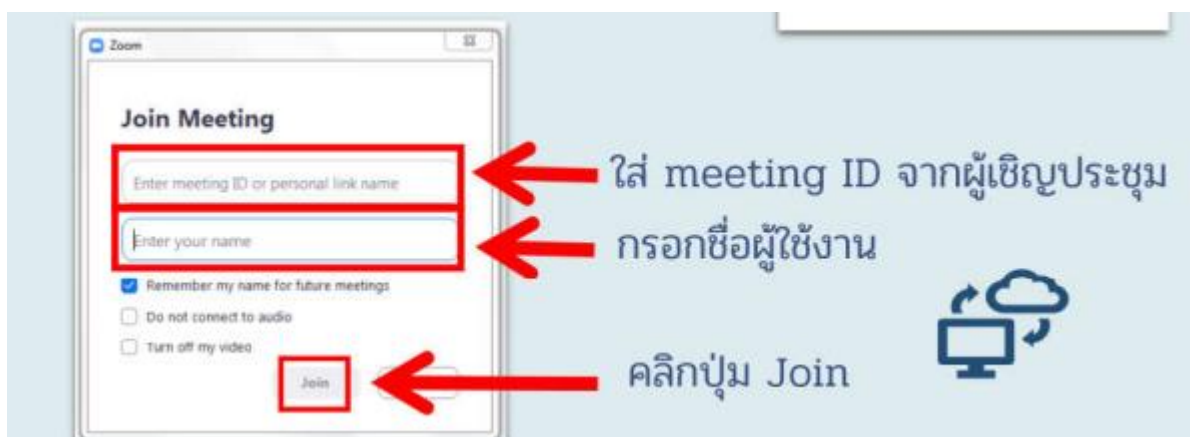 Zoom
Join Meeting
Enter meeting ID or personal link name
ใส่ meeting ID จากผู้เชิญประชุม
Enter your name
กรอกชื่อผู้ใช้งาน
Remember my name for future meetings
Do not connect to audio
Turn off my video
Join
คลิกปุ่ม Join